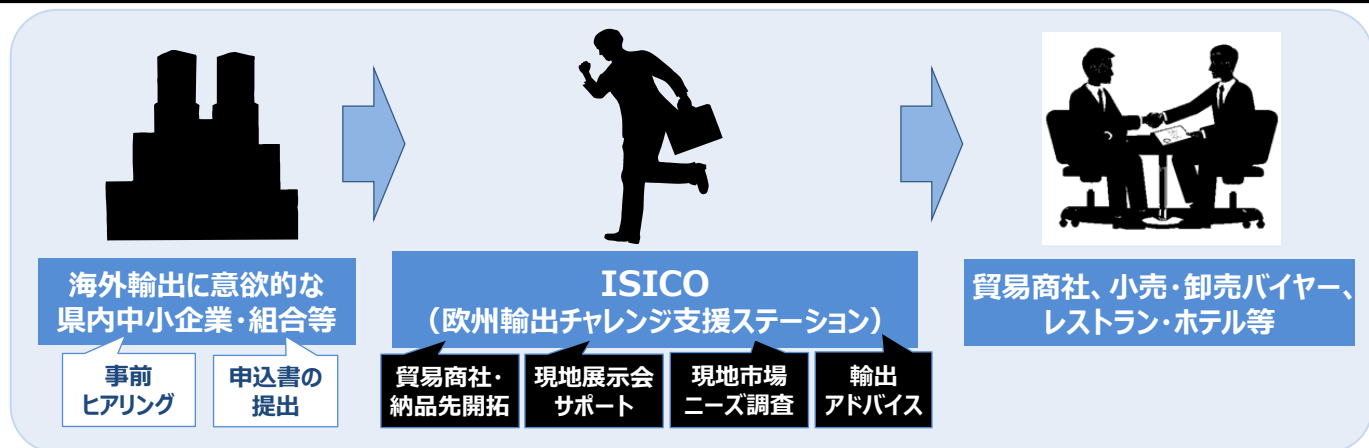 海外輸出に意欲的な
県内中小企業・組合等
事前
ヒアリング
申込書の
提出
ISICO
（欧州輸出チャレンジ支援ステーション）
貿易商社・
納品先開拓
現地展示会
サポート
現地市場
ニーズ調査
輸出
アドバイス
貿易商社、小売・卸売バイヤー、
レストラン・ホテル等